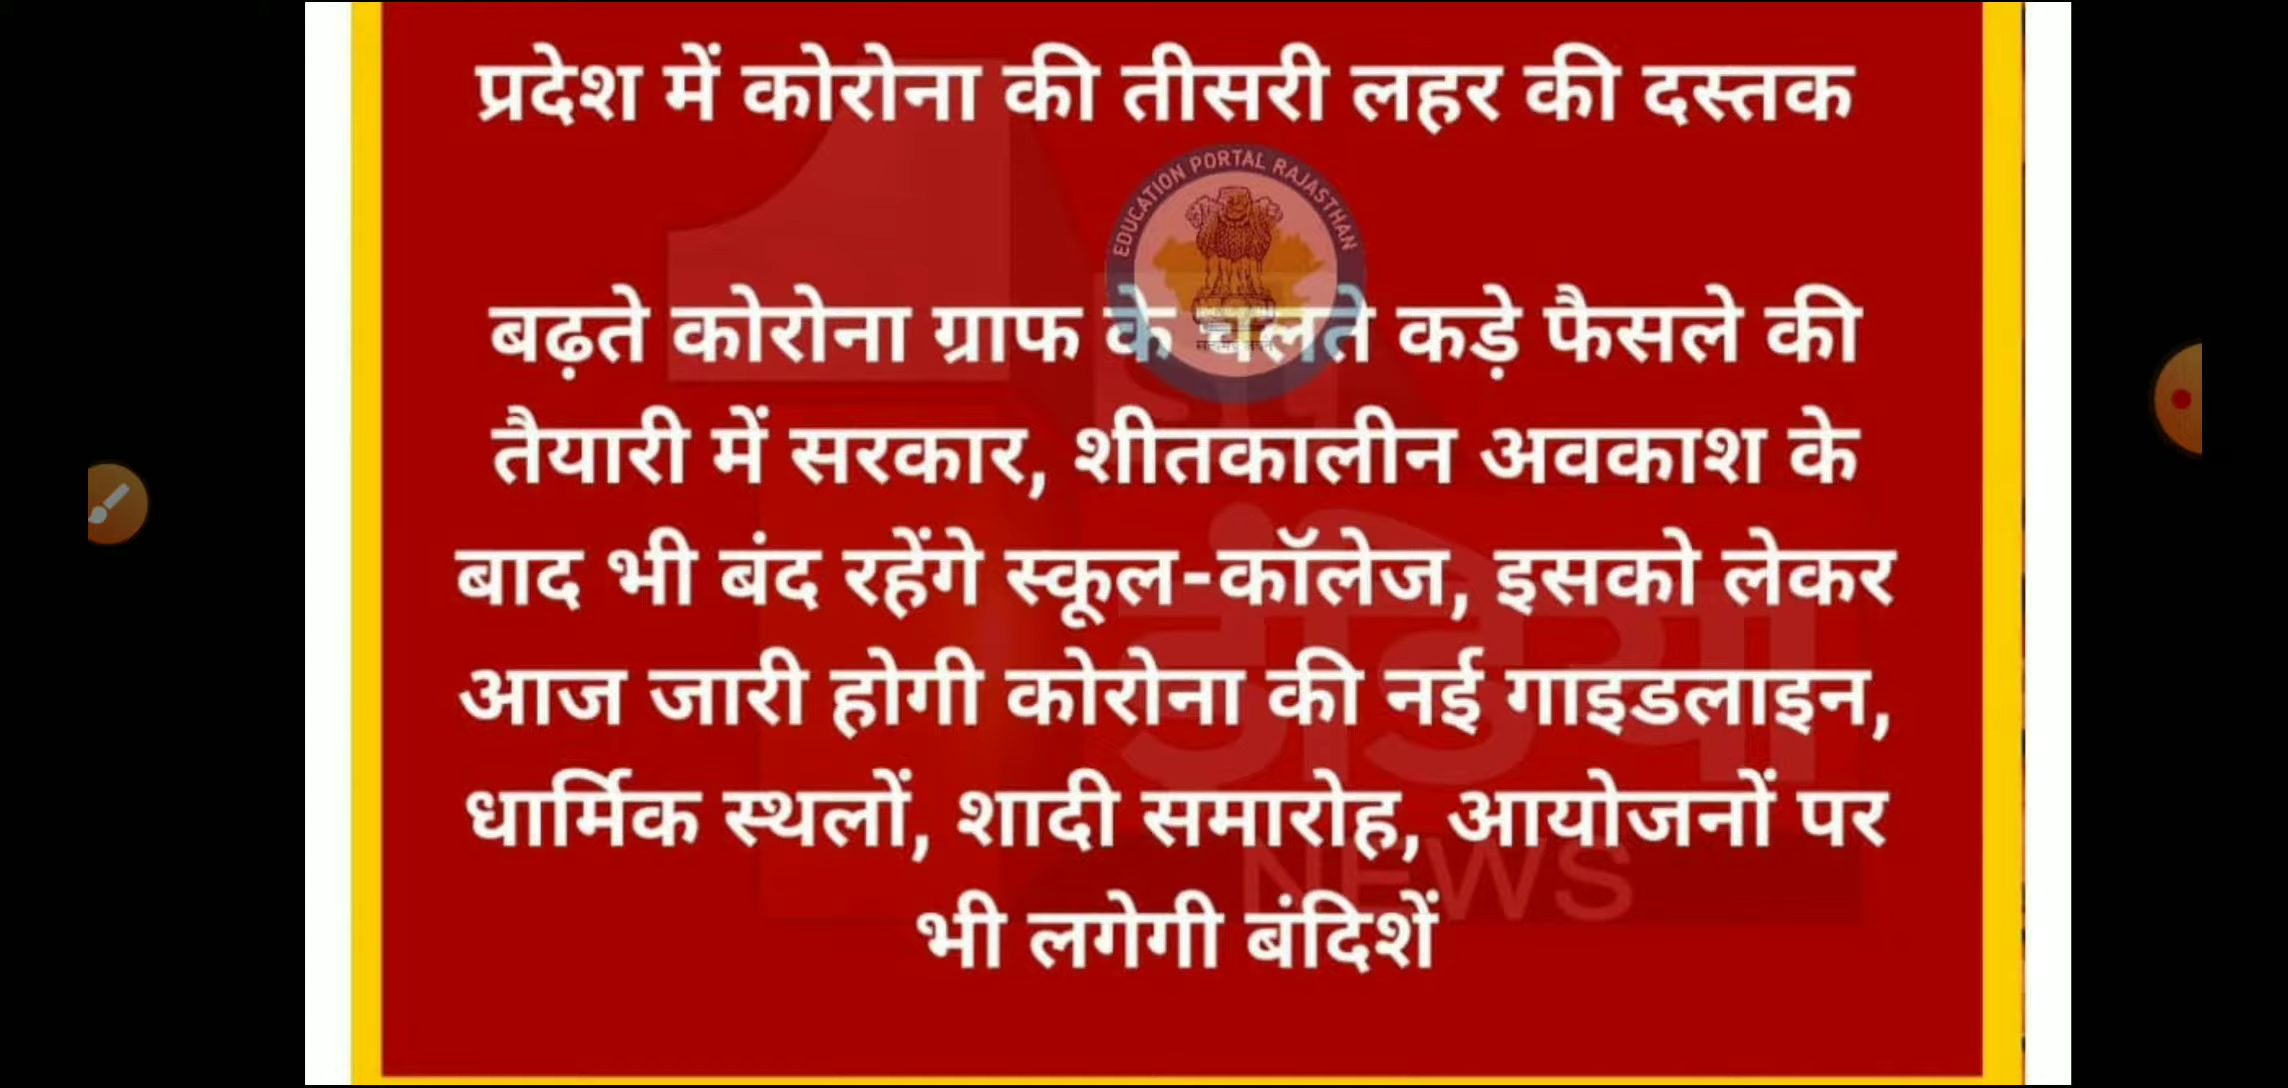 प्रदेश में कोरोना की तीसरी लहर की दस्तक
EDUCATION PORTAL RAJASTHAN
बढ़ते कोरोना ग्राफ के चलते कड़े फैसले की
तैयारी में सरकार, शीतकालीन अवकाश के
बाद भी बंद रहेंगे स्कूल-कॉलेज, इसको लेकर
आज जारी होगी कोरोना की नई गाइडलाइन,
धार्मिक स्थलों, शादी समारोह, आयोजनों पर
भी लगेगी बंदिशें
इंडिया
NEWS